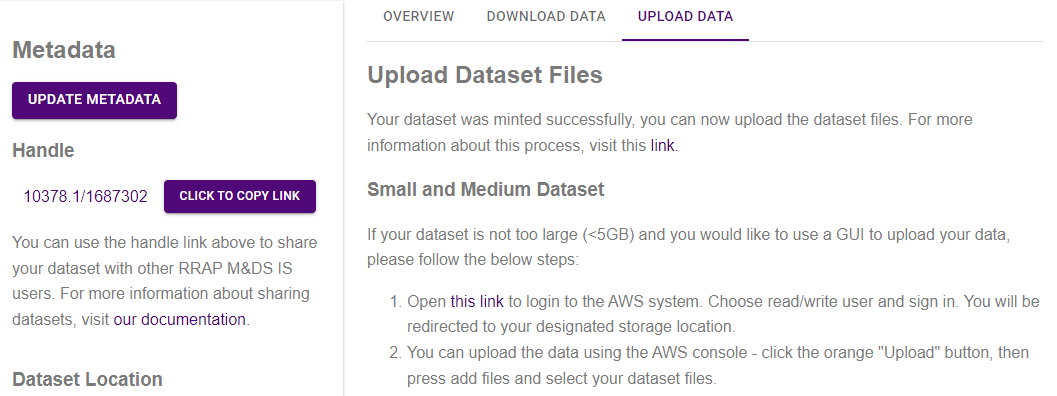 Metadata
UPDATE METADATA
Handle
10378.1/1687302
CLICK TO COPY LINK
You can use the handle link above to share
your dataset with other RRAP M&DS IS
users. For more information about sharing
datasets, visit our documentation.
Dataset Location
OVERVIEW
DOWNLOAD DATA
UPLOAD DATA
Upload Dataset Files
Your dataset was minted successfully, you can now upload the dataset files. For more
information about this process, visit this link.
Small and Medium Dataset
If your dataset is not too large (<5GB) and you would like to use a GUI to upload your data,
please follow the below steps:
1. Open this link to login to the AWS system. Choose read/write user and sign in. You will be
redirected to your designated storage location.
2. You can upload the data using the AWS console - click the orange "Upload" button, then
press add files and select your dataset files.